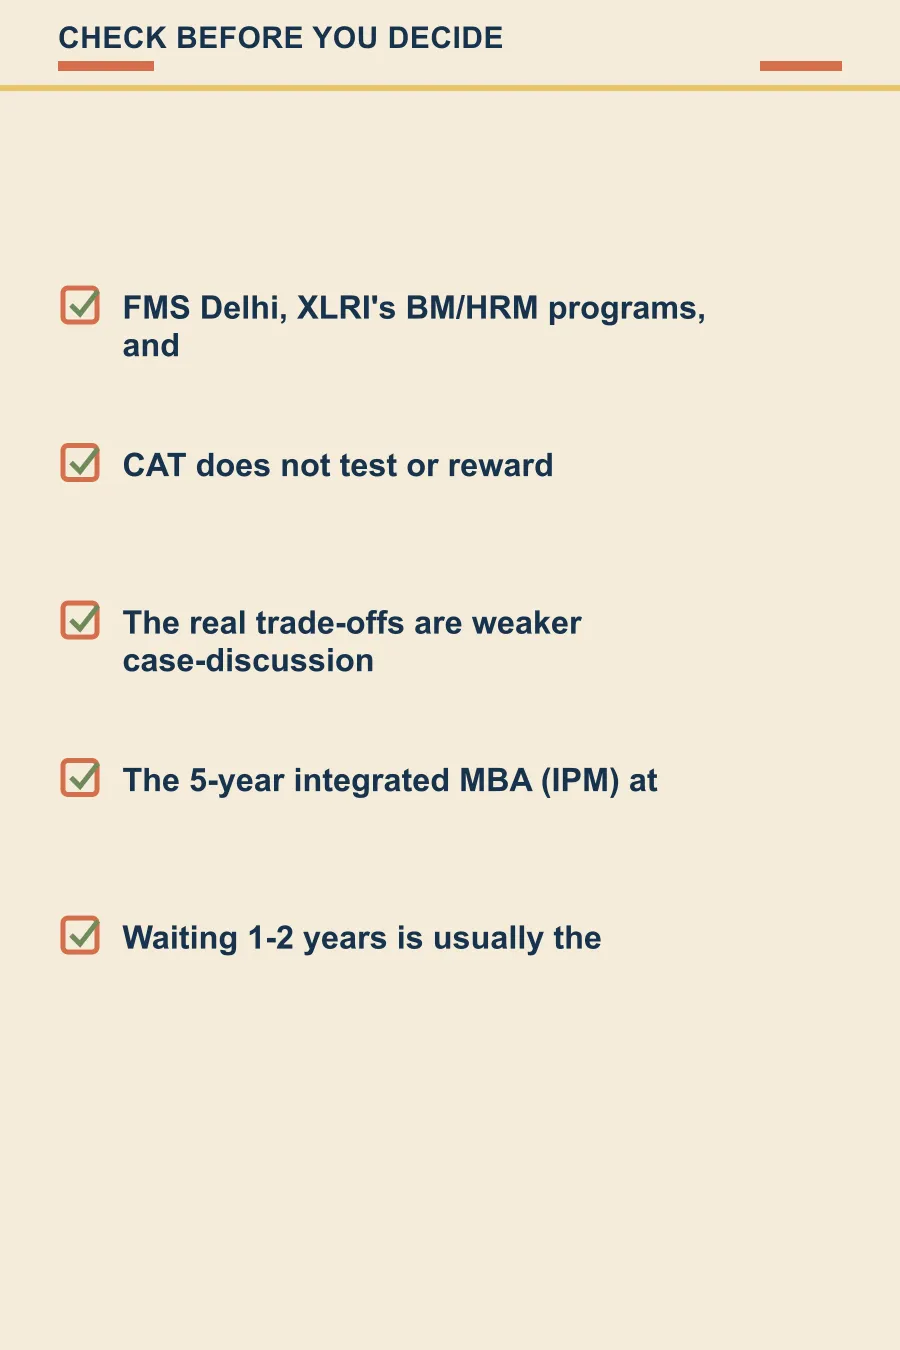 CHECK BEFORE YOU DECIDE
FMS Delhi, XLRI's BM/HRM programs,
and
CAT does not test or reward
The real trade-offs are weaker
case-discussion
The 5-year integrated MBA (IPM) at
Waiting 1-2 years is usually the